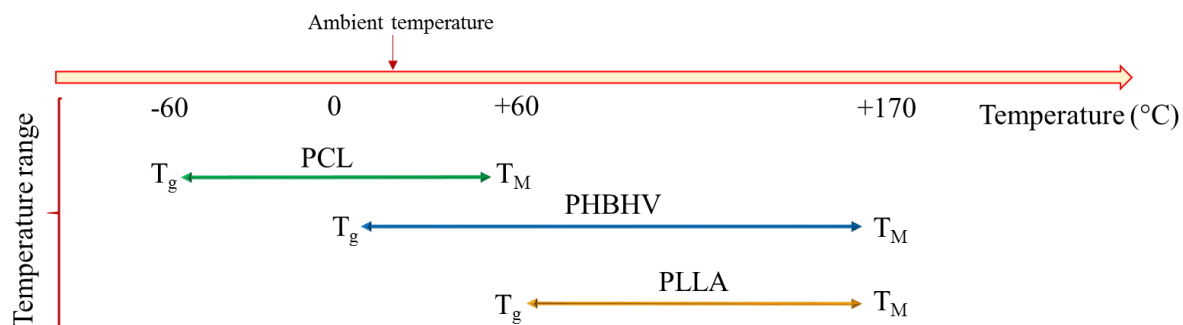 Ambient temperature
-60 0 +60 +170 Temperature (°C)
Temperature range
PCL
Tg TM
PHBHV
Tg TM
PLLA
Tg TM